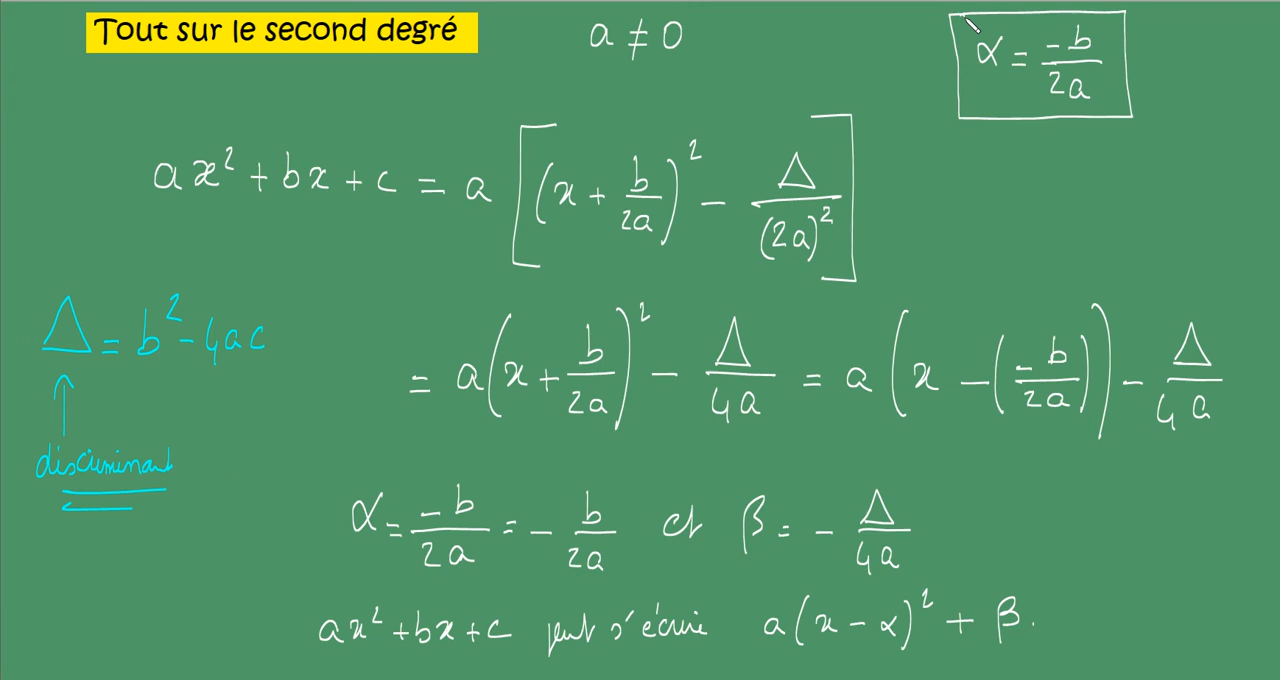 Tout sur le second degré
a ≠ 0
α = -b/2a
ax² + bx + c = a [(x + b/2a)² - Δ/(2a)²]
Δ = b² - 4ac
= a(x + b/2a)² - Δ/4a = a(x - (-b/2a)) - Δ/4a
discriminant
α = -b/2a = - b/2a et β = - Δ/4a
ax² + bx + c peut s'écrire a(x - α)² + β.